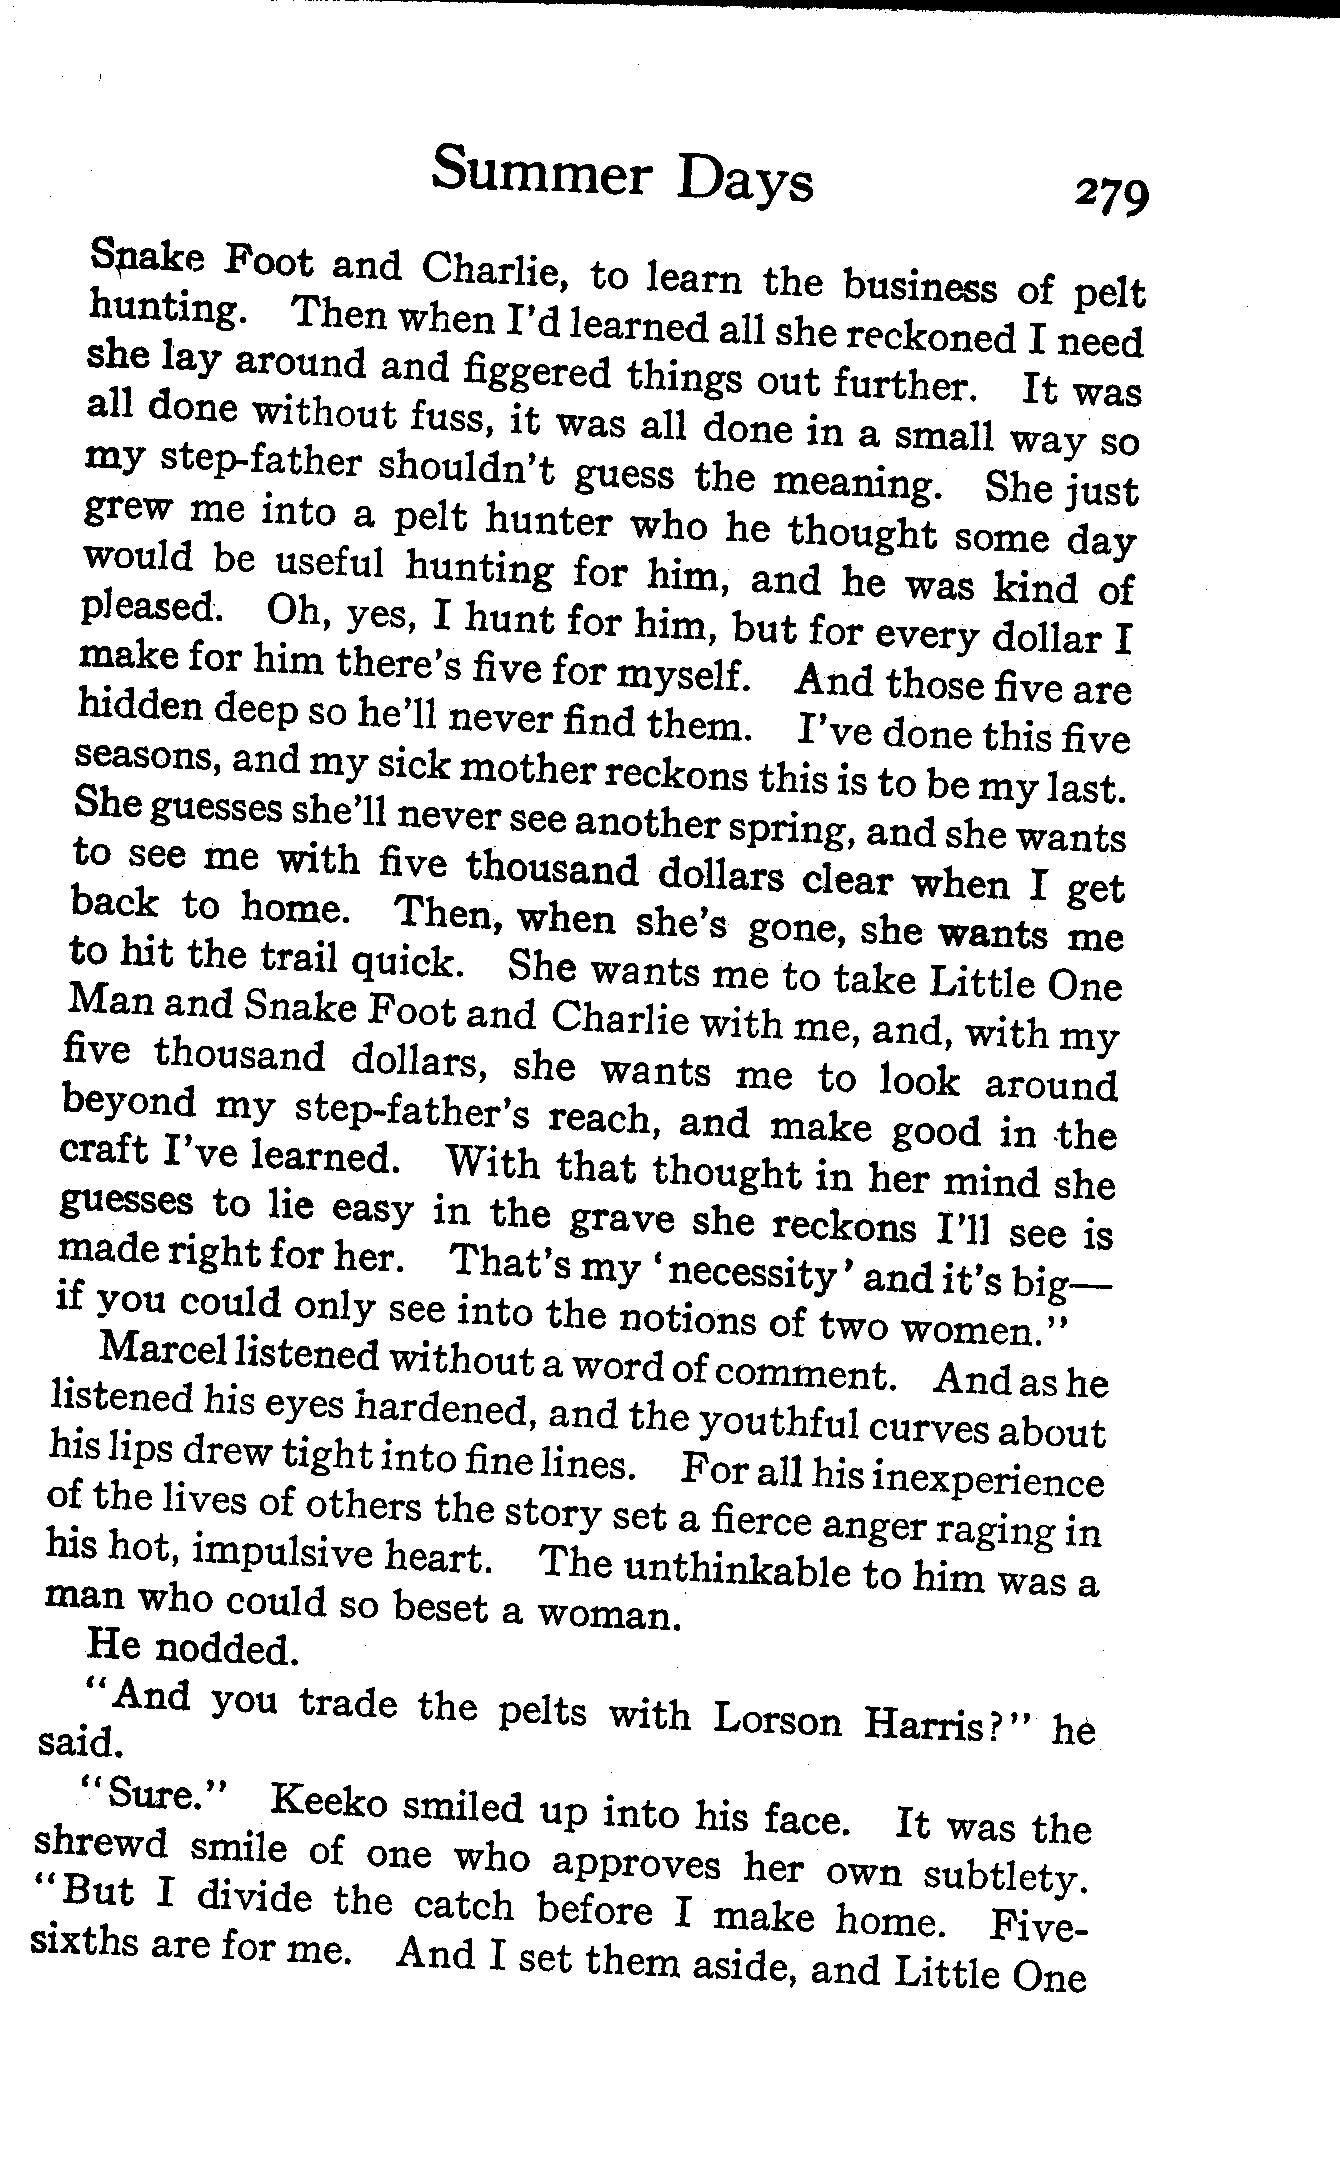 Summer Days 279
Snake Foot and Charlie, to learn the business of pelt
hunting. Then when I'd learned all she reckoned I need
she lay around and figgered things out further. It was
all done without fuss, it was all done in a small way so
my step-father shouldn't guess the meaning. She just
grew me into a pelt hunter who he thought some day
would be useful hunting for him, and he was kind of
pleased. Oh, yes, I hunt for him, but for every dollar I
make for him there's five for myself. And those five are
hidden deep so he'll never find them. I've done this five
seasons, and my sick mother reckons this is to be my last.
She guesses she'll never see another spring, and she wants
to see me with five thousand dollars clear when I get
back to home. Then, when she's gone, she wants me
to hit the trail quick. She wants me to take Little One
Man and Snake Foot and Charlie with me, and, with my
five thousand dollars, she wants me to look around
beyond my step-father's reach, and make good in the
craft I've learned. With that thought in her mind she
guesses to lie easy in the grave she reckons I'll see is
made right for her. That's my 'necessity' and it's big—
if you could only see into the notions of two women."
Marcel listened without a word of comment. And as he
listened his eyes hardened, and the youthful curves about
his lips drew tight into fine lines. For all his inexperience
of the lives of others the story set a fierce anger raging in
his hot, impulsive heart. The unthinkable to him was a
man who could so beset a woman.
He nodded.
"And you trade the pelts with Lorson Harris?" he
said.
"Sure." Keeko smiled up into his face. It was the
shrewd smile of one who approves her own subtlety.
"But I divide the catch before I make home. Five-
sixths are for me. And I set them aside, and Little One